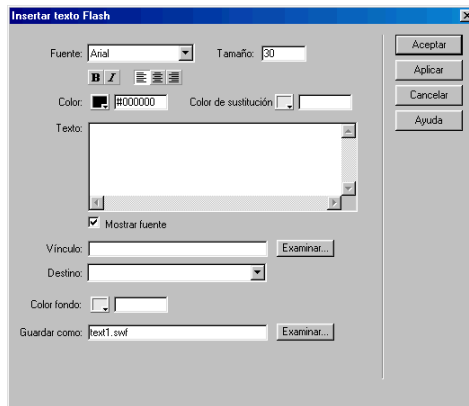 Insertar texto Flash
Fuente: Arial Tamaño: 30 Aceptar
B I Aplicar
Color: #000000 Color de sustitución Cancelar
Texto: Ayuda
Mostrar fuente
Vínculo: Examinar...
Destino:
Color fondo:
Guardar como: text1.swf Examinar...